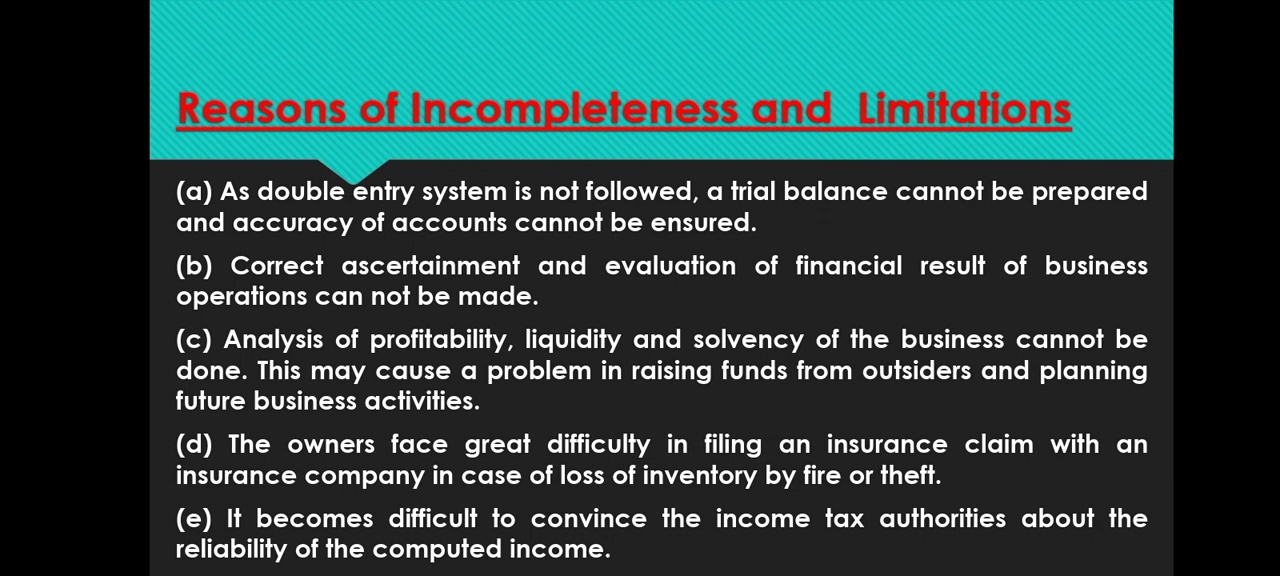 Reasons of Incompleteness and Limitations
(a) As double entry system is not followed, a trial balance cannot be prepared
and accuracy of accounts cannot be ensured.
(b) Correct ascertainment and evaluation of financial result of business
operations can not be made.
(c) Analysis of profitability, liquidity and solvency of the business cannot be
done. This may cause a problem in raising funds from outsiders and planning
future business activities.
(d) The owners face great difficulty in filing an insurance claim with an
insurance company in case of loss of inventory by fire or theft.
(e) It becomes difficult to convince the income tax authorities about the
reliability of the computed income.